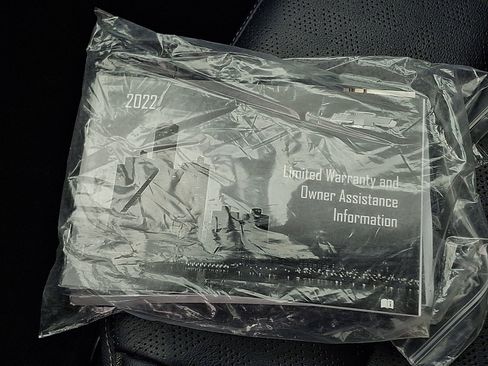 2022
Limited Warranty and
Owner Assistance
Information